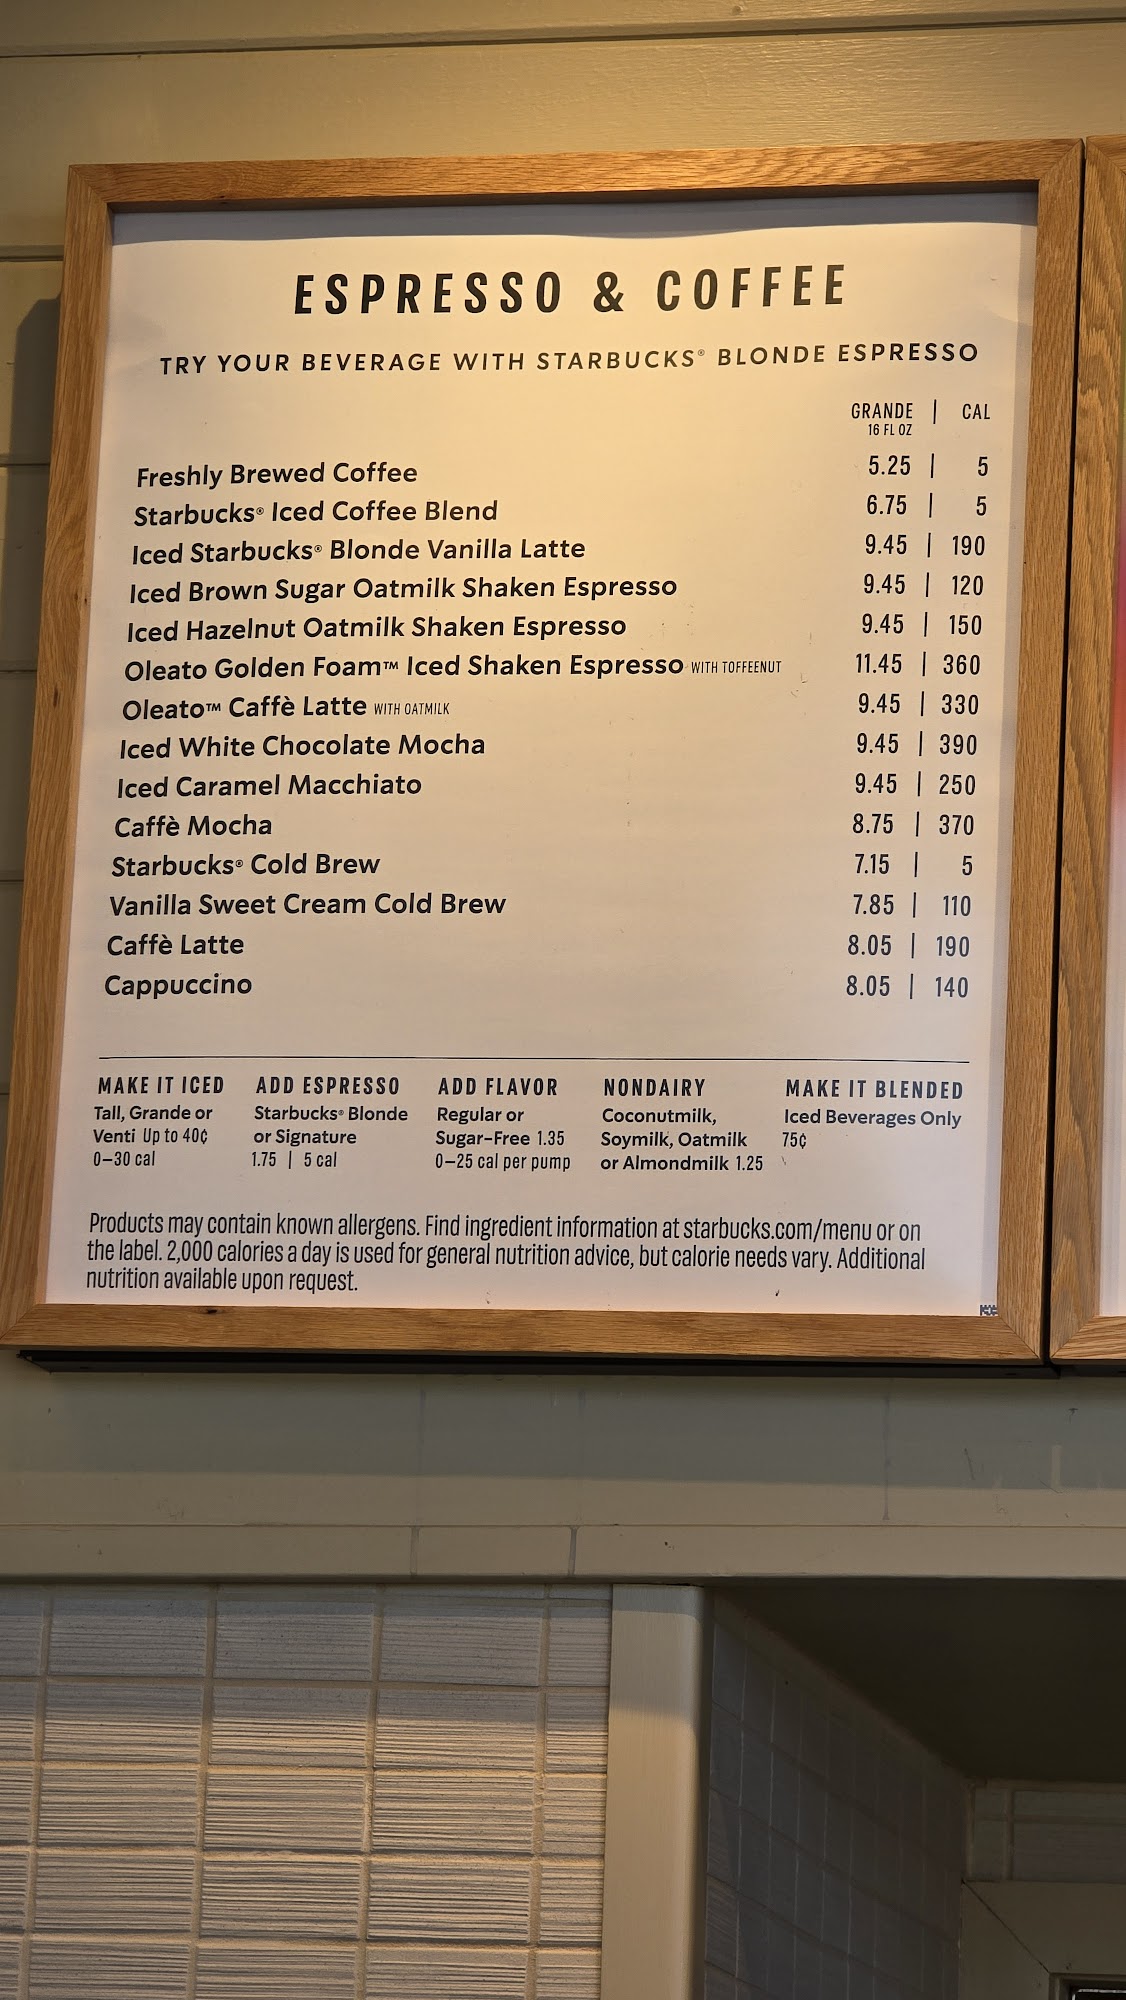 ESPRESSO & COFFEE
TRY YOUR BEVERAGE WITH STARBUCKS® BLONDE ESPRESSO
GRANDE | CAL
16 FL OZ
Freshly Brewed Coffee 5.25 | 5
Starbucks® Iced Coffee Blend 6.75 | 5
Iced Starbucks® Blonde Vanilla Latte 9.45 | 190
Iced Brown Sugar Oatmilk Shaken Espresso 9.45 | 120
Iced Hazelnut Oatmilk Shaken Espresso 9.45 | 150
Oleato Golden Foam™ Iced Shaken Espresso WITH TOFFEENUT 11.45 | 360
Oleato™ Caffè Latte WITH OATMILK 9.45 | 330
Iced White Chocolate Mocha 9.45 | 390
Iced Caramel Macchiato 9.45 | 250
Caffè Mocha 8.75 | 370
Starbucks® Cold Brew 7.15 | 5
Vanilla Sweet Cream Cold Brew 7.85 | 110
Caffè Latte 8.05 | 190
Cappuccino 8.05 | 140
MAKE IT ICED
Tall, Grande or
Venti Up to 40¢
0–30 cal
ADD ESPRESSO
Starbucks® Blonde
or Signature
1.75 | 5 cal
ADD FLAVOR
Regular or
Sugar-Free 1.35
0–25 cal per pump
NONDAIRY
Coconutmilk,
Soymilk, Oatmilk
or Almondmilk 1.25
MAKE IT BLENDED
Iced Beverages Only
75¢
Products may contain known allergens. Find ingredient information at starbucks.com/menu or on
the label. 2,000 calories a day is used for general nutrition advice, but calorie needs vary. Additional
nutrition available upon request.